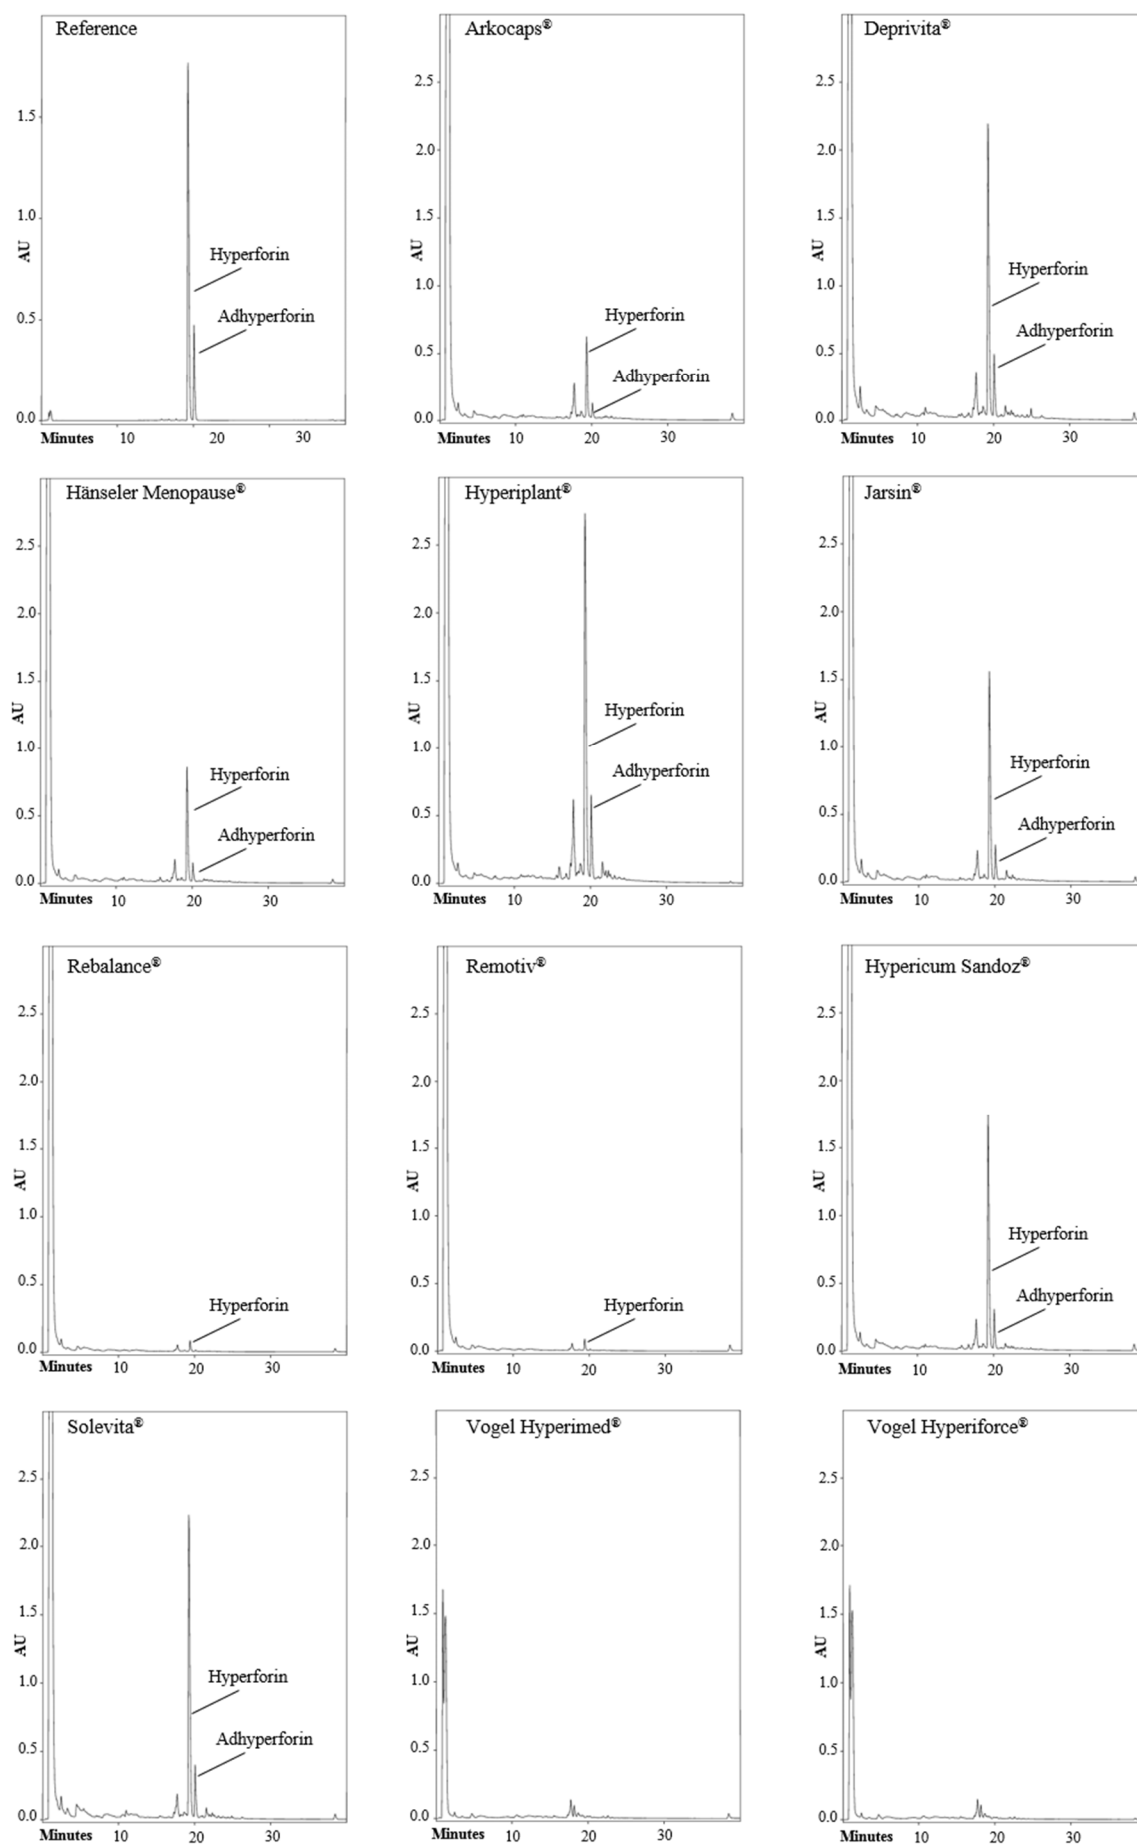 Reference
1.5
1.0
AU
Hyperforin
0.5
Adhyperforin
0.0
Minutes 10 20 30
Arkocaps®
2.5
2.0
1.5
1.0
AU
Hyperforin
0.5
Adhyperforin
0.0
Minutes 10 20 30
Deprivita®
2.5
2.0
1.5
1.0
AU
Hyperforin
0.5
Adhyperforin
0.0
Minutes 10 20 30
Hänseler Menopause®
2.5
2.0
1.5
AU
1.0
Hyperforin
0.5
Adhyperforin
0.0
Minutes 10 20 30
Hyperiplant®
2.5
2.0
1.5
AU
Hyperforin
1.0
Adhyperforin
0.5
0.0
Minutes 10 20 30
Jarsin®
2.5
2.0
1.5
AU
1.0
Hyperforin
0.5
Adhyperforin
0.0
Minutes 10 20 30
Rebalance®
2.5
2.0
1.5
AU
1.0
0.5
Hyperforin
0.0
Minutes 10 20 30
Remotiv®
2.5
2.0
1.5
AU
1.0
0.5
Hyperforin
0.0
Minutes 10 20 30
Hypericum Sandoz®
2.5
2.0
1.5
AU
1.0
Hyperforin
0.5
Adhyperforin
0.0
Minutes 10 20 30
Solevita®
2.5
2.0
1.5
AU
1.0
Hyperforin
0.5
Adhyperforin
0.0
Minutes 10 20 30
Vogel Hyperimed®
2.5
2.0
1.5
AU
1.0
0.5
0.0
Minutes 10 20 30
Vogel Hyperiforce®
2.5
2.0
1.5
AU
1.0
0.5
0.0
Minutes 10 20 30